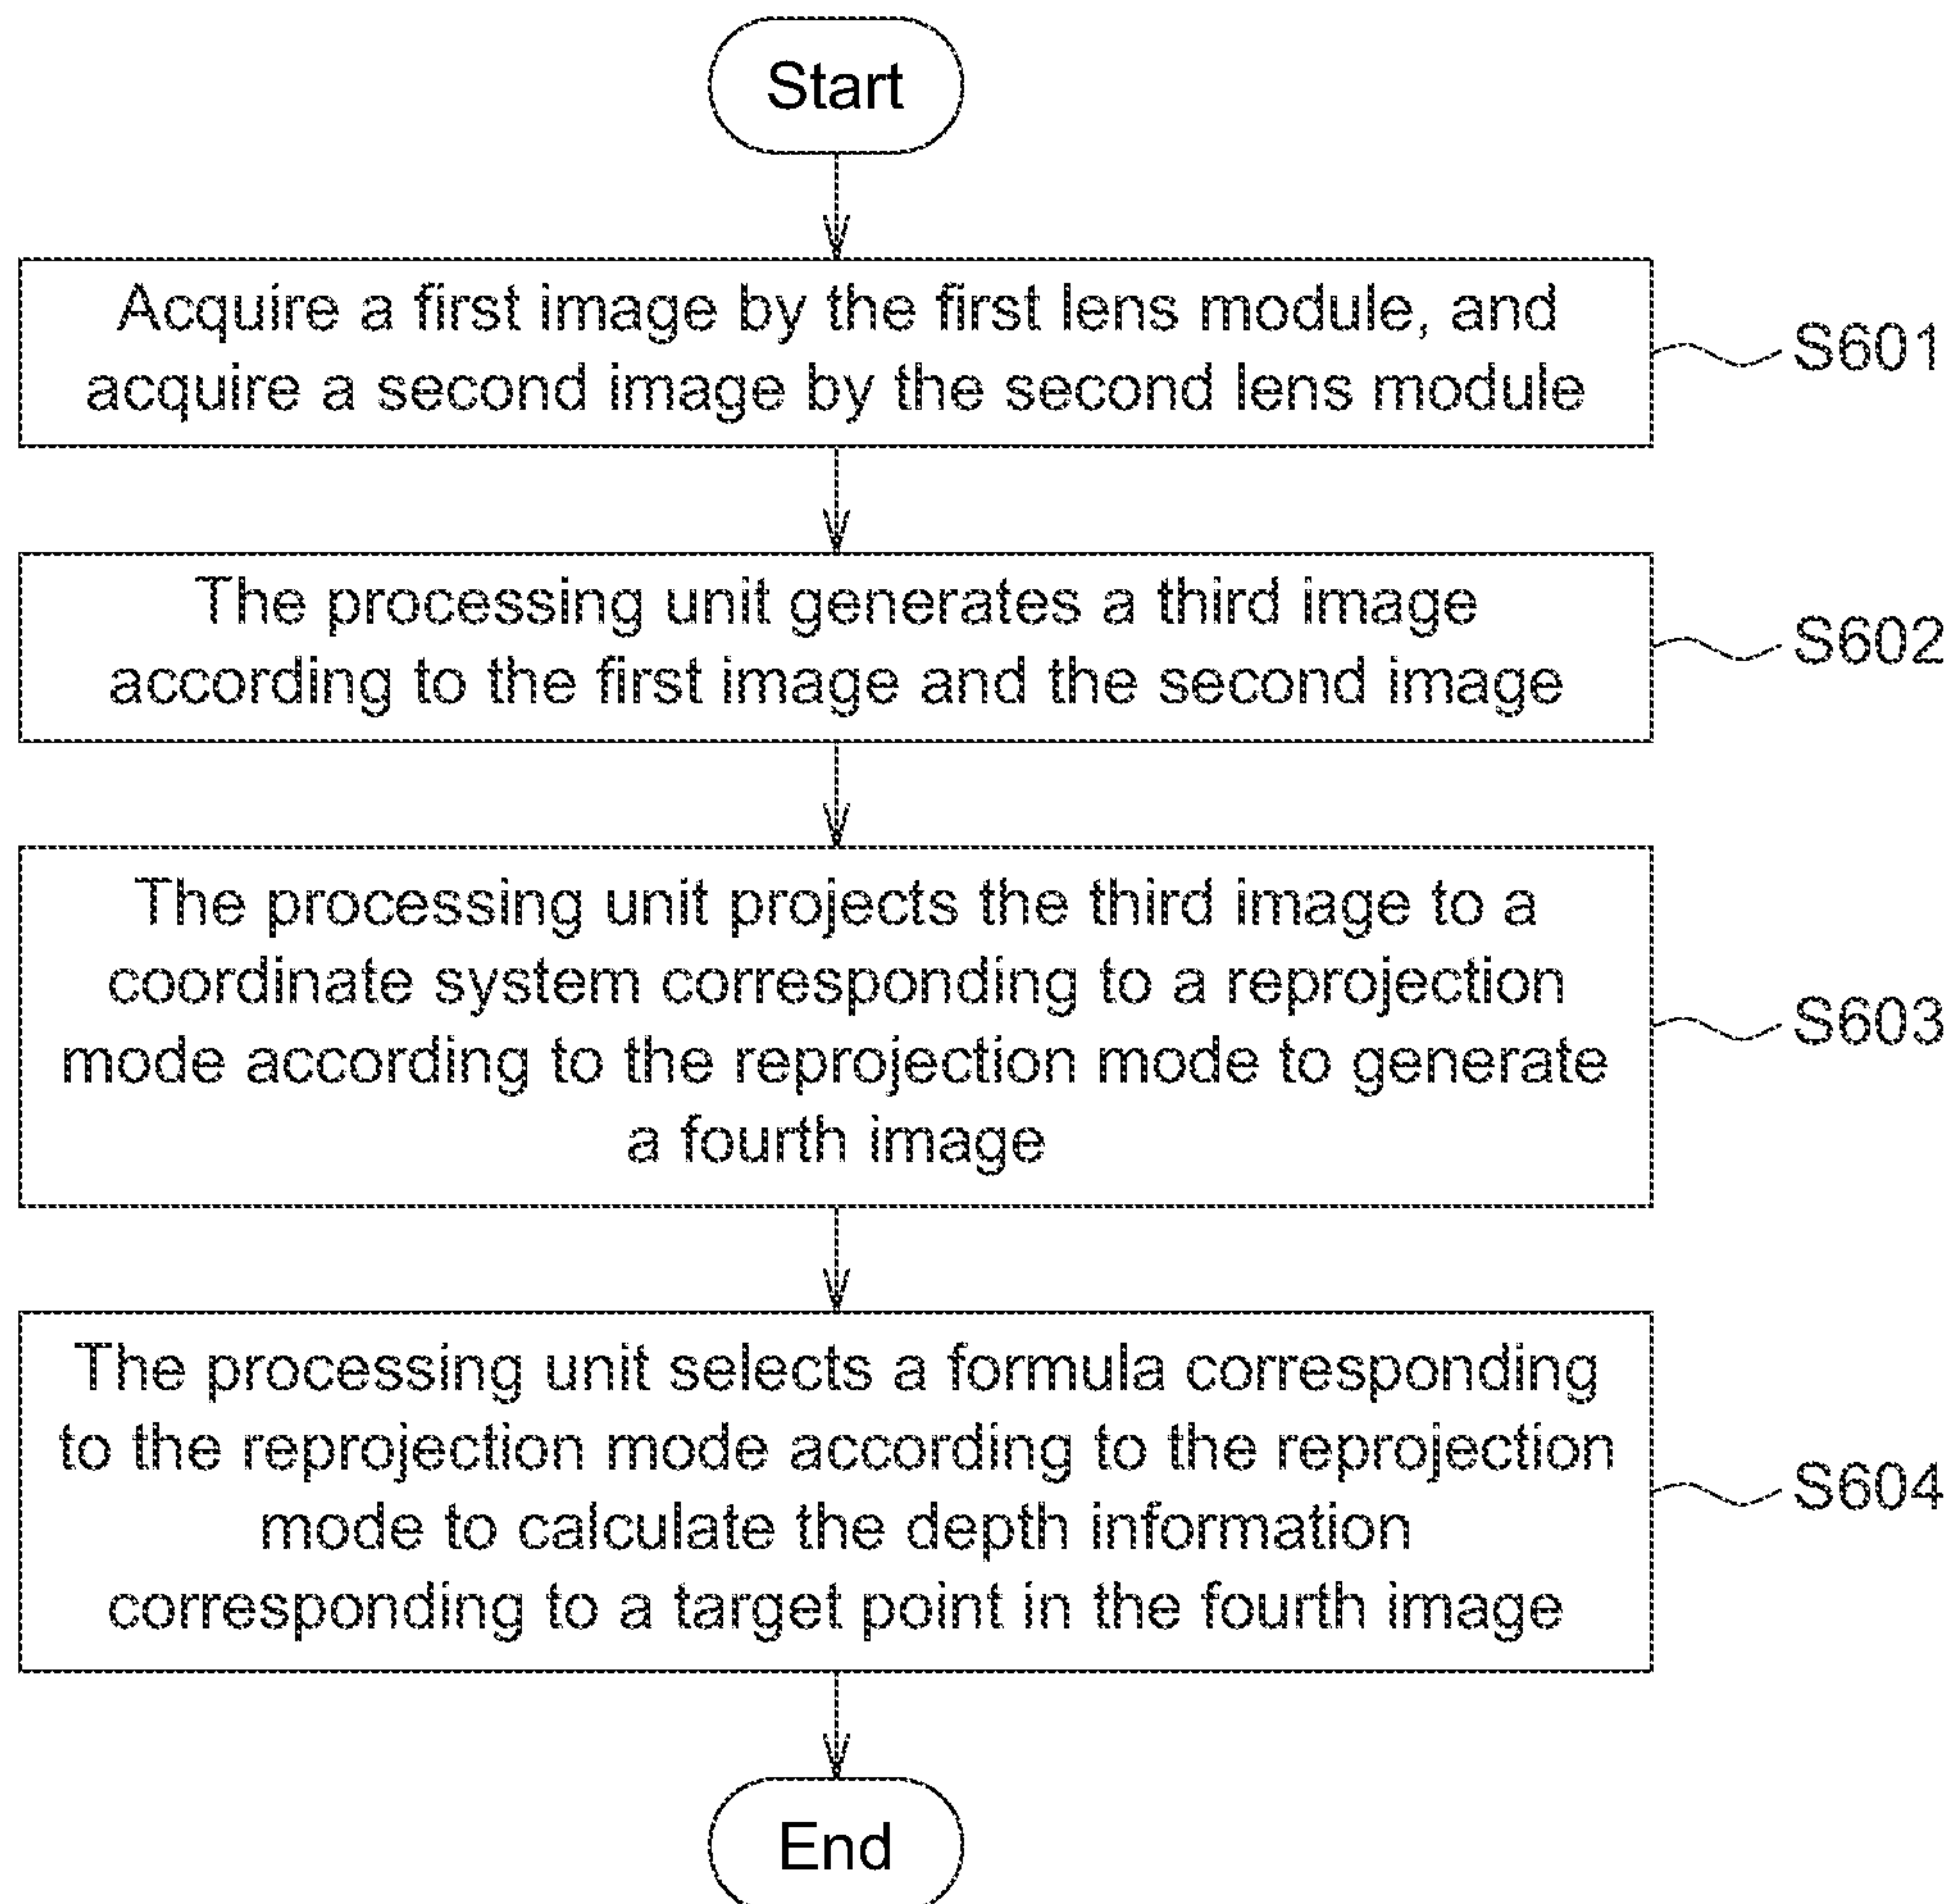 Start
Acquire a first image by the first lens module, and
acquire a second image by the second lens module
S601
The processing unit generates a third image
according to the first image and the second image
S602
The processing unit projects the third image to a
coordinate system corresponding to a reprojection
mode according to the reprojection mode to generate
a fourth image
S603
The processing unit selects a formula corresponding
to the reprojection mode according to the reprojection
mode to calculate the depth information
corresponding to a target point in the fourth image
S604
End